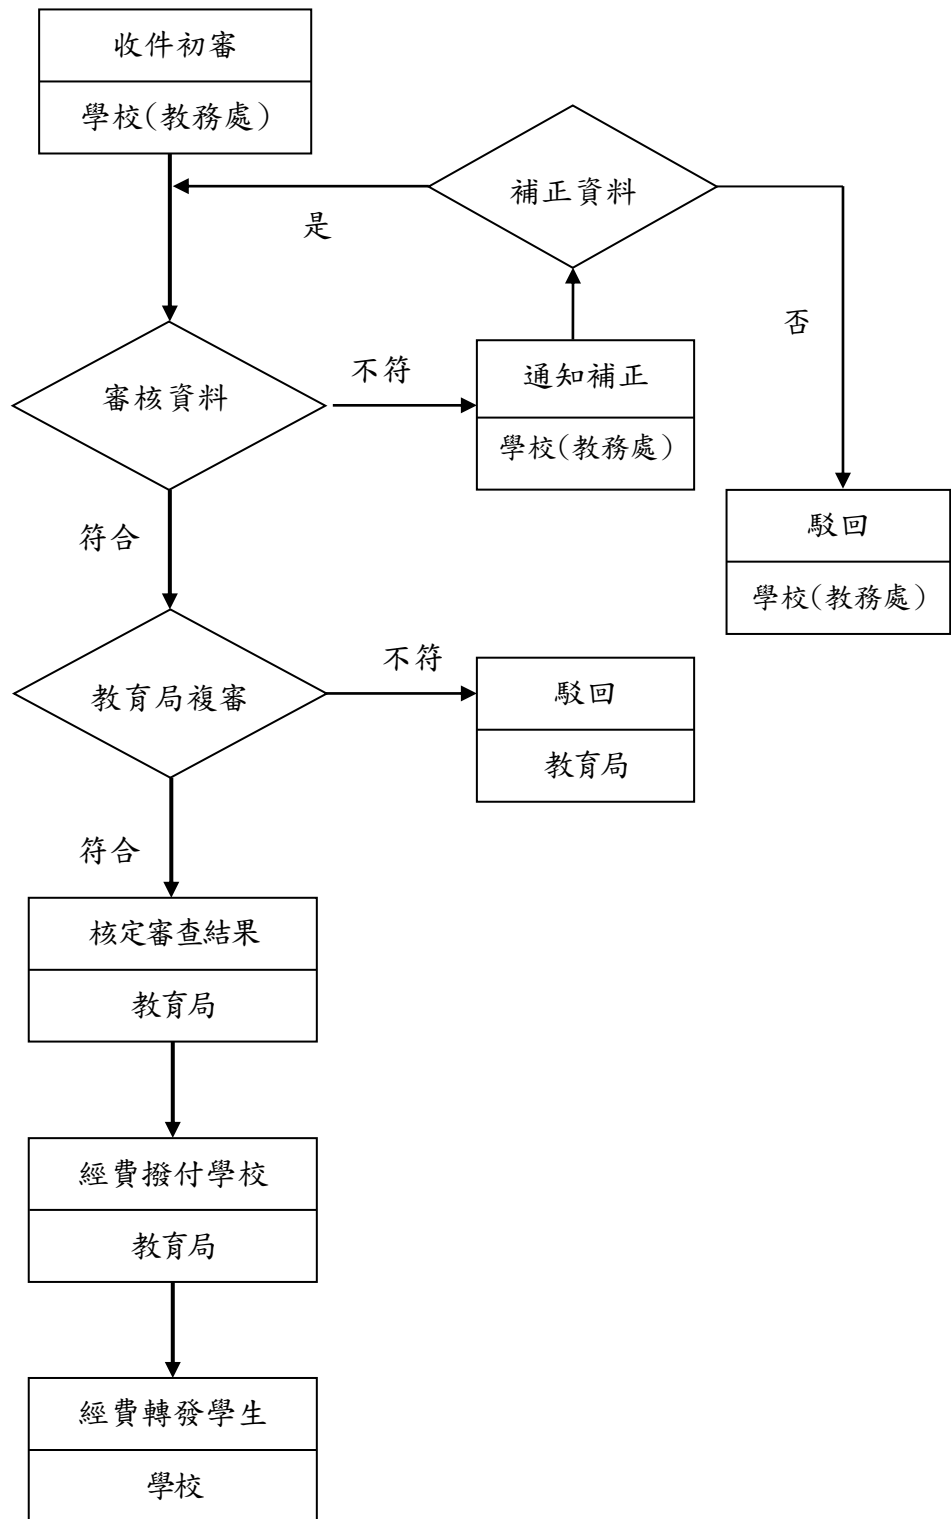 收件初審
學校(教務處)
補正資料
是
否
審核資料
不符
通知補正
學校(教務處)
駁回
學校(教務處)
符合
教育局複審
不符
駁回
教育局
符合
核定審查結果
教育局
經費撥付學校
教育局
經費轉發學生
學校